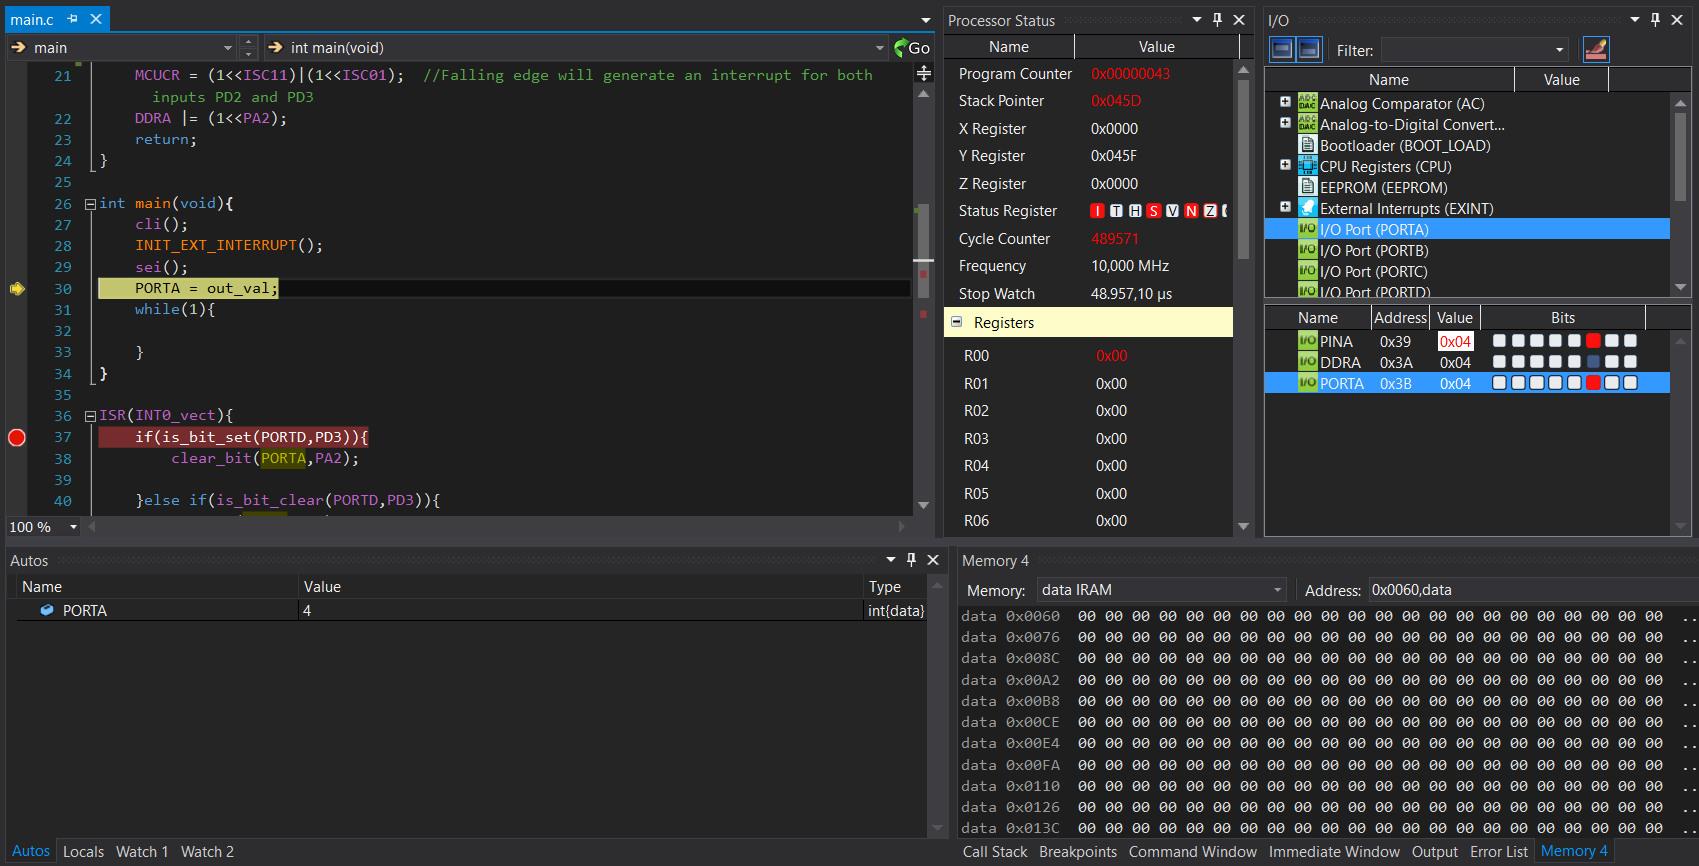 main.c
main
int main(void)
Go
21 MCUCR = (1<<ISC11)|(1<<ISC01); //Falling edge will generate an interrupt for both
inputs PD2 and PD3
22 DDRA |= (1<<PA2);
23 return;
24 }
25
26 int main(void){
27 cli();
28 INIT_EXT_INTERRUPT();
29 sei();
30 PORTA = out_val;
31 while(1){
32
33 }
34 }
35
36 ISR(INT0_vect){
37 if(is_bit_set(PORTD,PD3)){
38 clear_bit(PORTA,PA2);
39
40 }else if(is_bit_clear(PORTD,PD3)){
100 %
Processor Status
Name Value
Program Counter 0x00000043
Stack Pointer 0x045D
X Register 0x0000
Y Register 0x045F
Z Register 0x0000
Status Register I T H S V N Z
Cycle Counter 489571
Frequency 10,000 MHz
Stop Watch 48.957,10 µs
Registers
R00 0x00
R01 0x00
R02 0x00
R03 0x00
R04 0x00
R05 0x00
R06 0x00
I/O
Filter:
Name Value
Analog Comparator (AC)
Analog-to-Digital Convert...
Bootloader (BOOT_LOAD)
CPU Registers (CPU)
EEPROM (EEPROM)
External Interrupts (EXINT)
I/O Port (PORTA)
I/O Port (PORTB)
I/O Port (PORTC)
I/O Port (PORTD)
Name Address Value Bits
I/O PINA 0x39 0x04
I/O DDRA 0x3A 0x04
I/O PORTA 0x3B 0x04
Autos
Name Value Type
PORTA 4 int{data}
Autos Locals Watch 1 Watch 2
Memory 4
Memory: data IRAM Address: 0x0060,data
data 0x0060 00 00 00 00 00 00 00 00 00 00 00 00 00 00 00 00 00 00 00 00 00 00 ..
data 0x0076 00 00 00 00 00 00 00 00 00 00 00 00 00 00 00 00 00 00 00 00 00 00 ..
data 0x008C 00 00 00 00 00 00 00 00 00 00 00 00 00 00 00 00 00 00 00 00 00 00 ..
data 0x00A2 00 00 00 00 00 00 00 00 00 00 00 00 00 00 00 00 00 00 00 00 00 00 ..
data 0x00B8 00 00 00 00 00 00 00 00 00 00 00 00 00 00 00 00 00 00 00 00 00 00 ..
data 0x00CE 00 00 00 00 00 00 00 00 00 00 00 00 00 00 00 00 00 00 00 00 00 00 ..
data 0x00E4 00 00 00 00 00 00 00 00 00 00 00 00 00 00 00 00 00 00 00 00 00 00 ..
data 0x00FA 00 00 00 00 00 00 00 00 00 00 00 00 00 00 00 00 00 00 00 00 00 00 ..
data 0x0110 00 00 00 00 00 00 00 00 00 00 00 00 00 00 00 00 00 00 00 00 00 00 ..
data 0x0126 00 00 00 00 00 00 00 00 00 00 00 00 00 00 00 00 00 00 00 00 00 00 ..
data 0x013C 00 00 00 00 00 00 00 00 00 00 00 00 00 00 00 00 00 00 00 00 00 00 ..
Call Stack Breakpoints Command Window Immediate Window Output Error List Memory 4